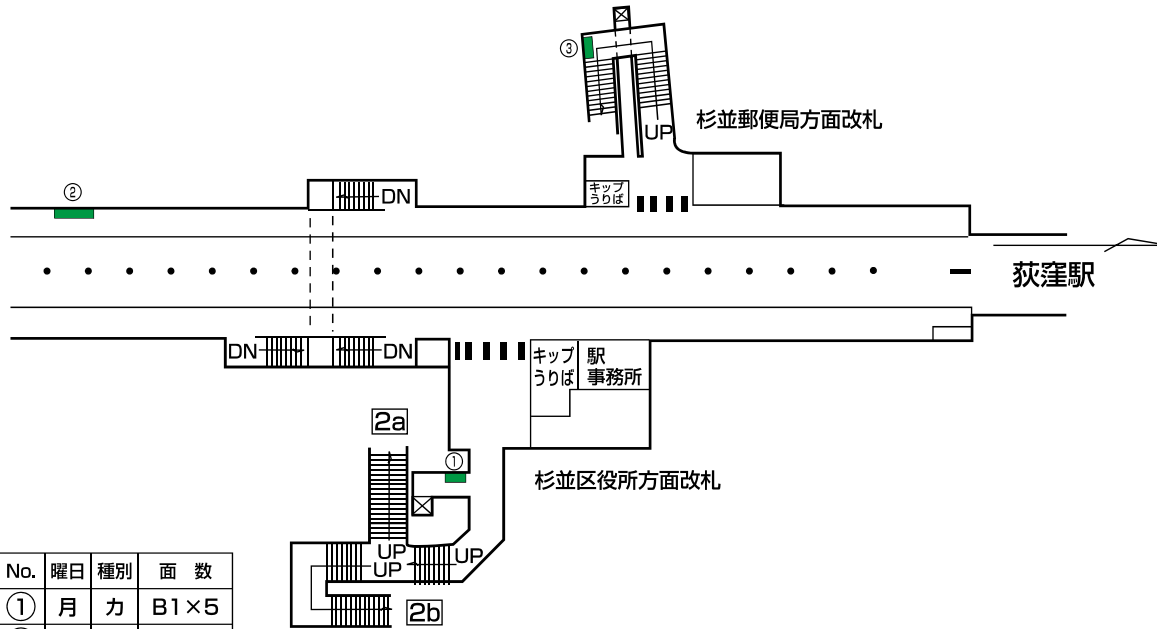 ③
杉並郵便局方面改札
UP
②
DN
キップ
うりば
荻窪駅
DN
DN
キップ
うりば
駅
事務所
2a
①
杉並区役所方面改札
UP
UP
UP
2b
No. 曜日 種別 面 数
① 月 カ B1×5